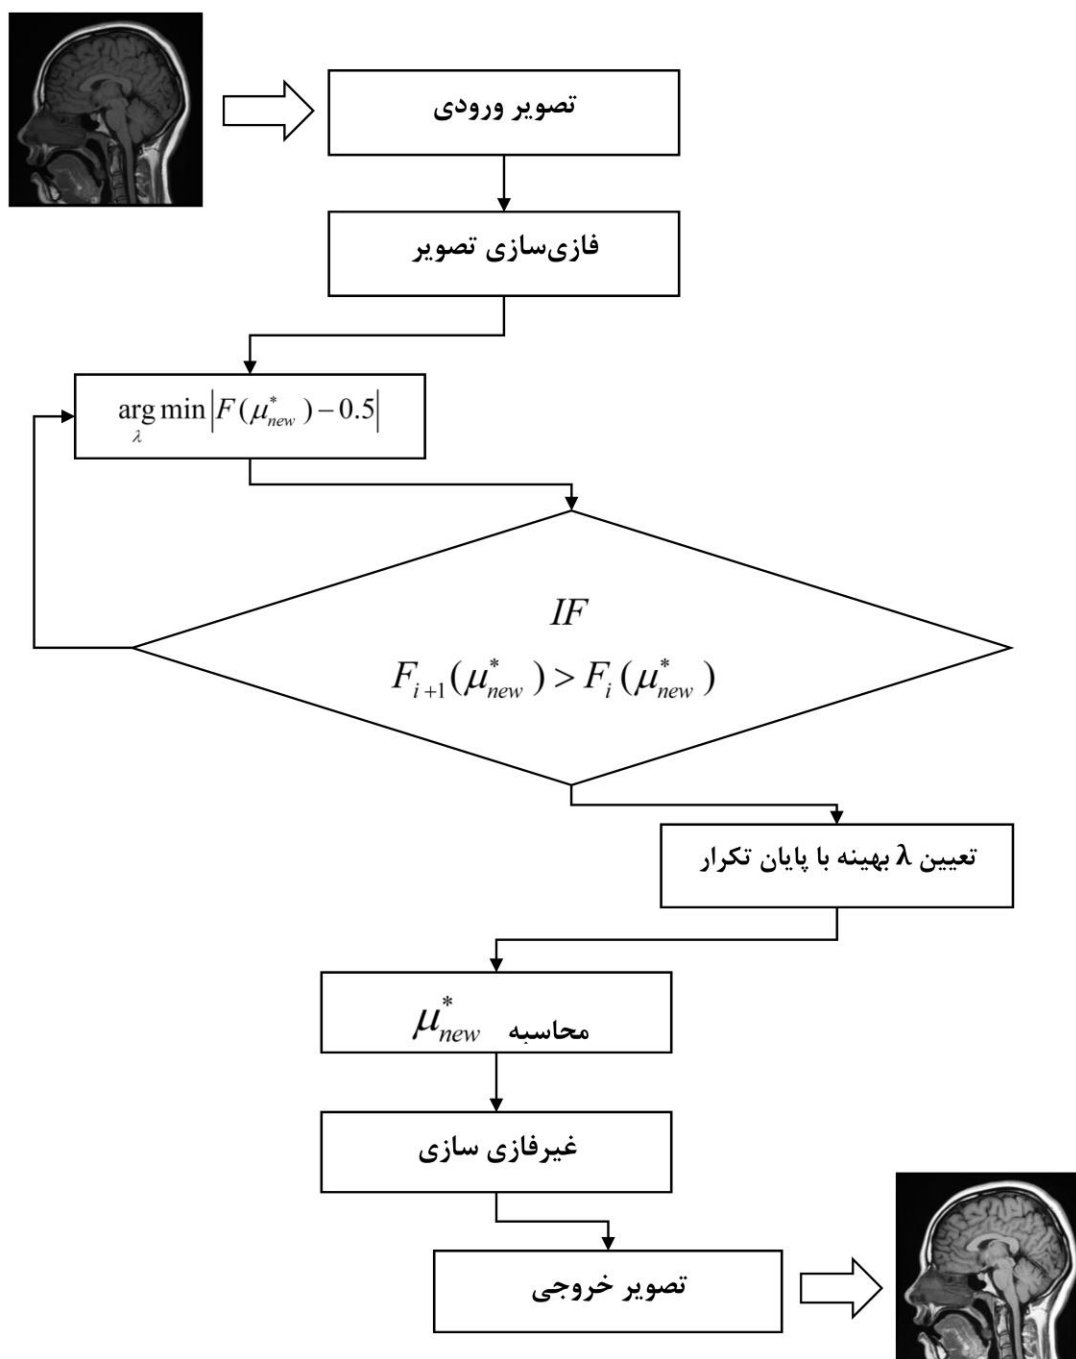 تصویر ورودی
فازی‌سازی تصویر
arg min |F(μ*new) − 0.5|
λ
IF
Fi+1(μ*new) > Fi(μ*new)
تعیین λ بهینه با پایان تکرار
محاسبه μ*new
غیرفازی سازی
تصویر خروجی